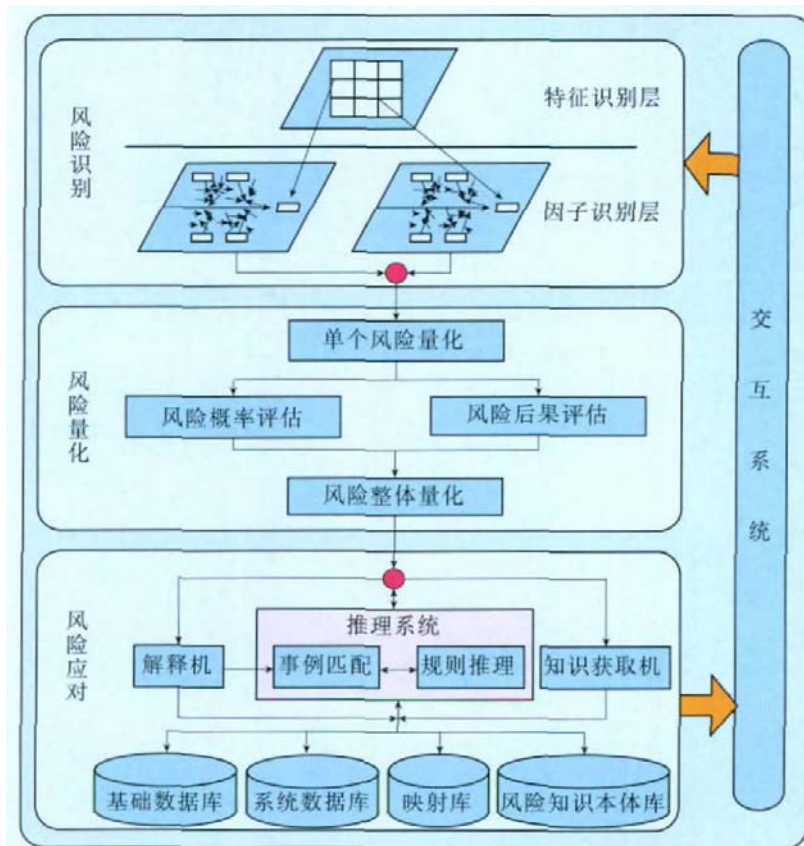 风险识别
特征识别层
因子识别层
交互系统
风险量化
单个风险量化
风险概率评估
风险后果评估
风险整体量化
风险应对
推理系统
解释机
事例匹配
规则推理
知识获取机
基础数据库
系统数据库
映射库
风险知识本体库